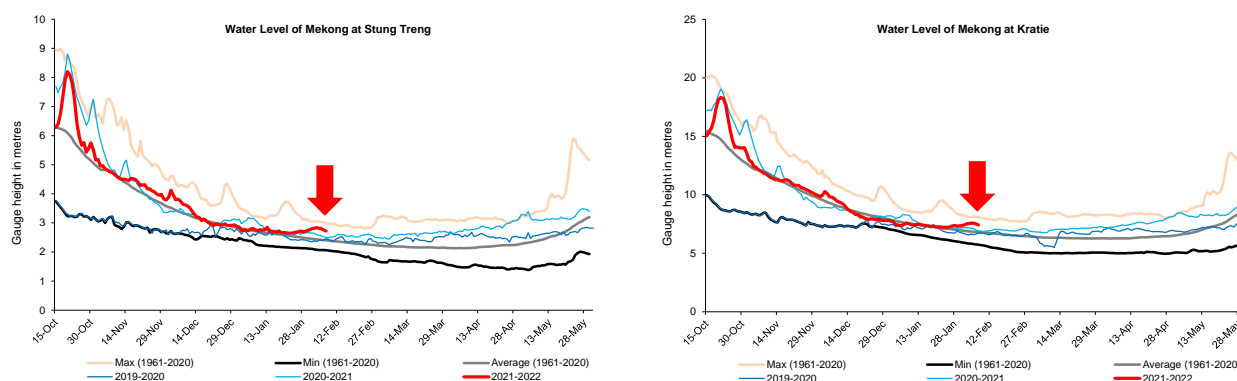 Water Level of Mekong at Stung Treng
Gauge height in metres
10
9
8
7
6
5
4
3
2
1
0
15-Oct
30-Oct
14-Nov
29-Nov
14-Dec
29-Dec
13-Jan
28-Jan
12-Feb
27-Feb
14-Mar
29-Mar
13-Apr
28-Apr
13-May
28-May
Max (1961-2020)
Min (1961-2020)
Average (1961-2020)
2019-2020
2020-2021
2021-2022
Water Level of Mekong at Kratie
Gauge height in metres
25
20
15
10
5
0
15-Oct
30-Oct
14-Nov
29-Nov
14-Dec
29-Dec
13-Jan
28-Jan
12-Feb
27-Feb
14-Mar
29-Mar
13-Apr
28-Apr
13-May
28-May
Max (1961-2020)
Min (1961-2020)
Average (1961-2020)
2019-2020
2020-2021
2021-2022